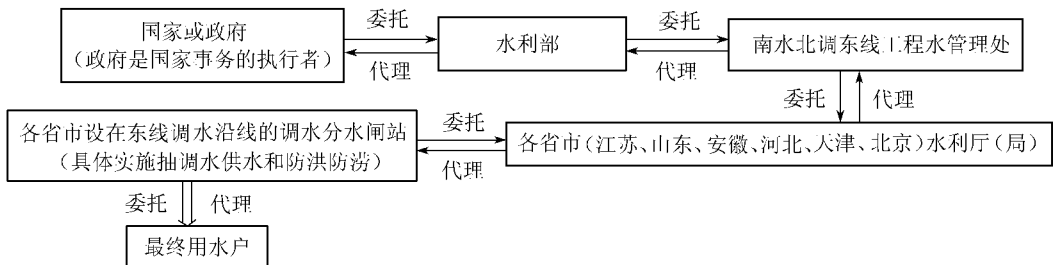 国家或政府
(政府是国家事务的执行者)
委托
代理
水利部
委托
代理
南水北调东线工程水管理处
委托
代理
各省市设在东线调水沿线的调水分水闸站
(具体实施抽调水供水和防洪防涝)
委托
代理
各省市(江苏、山东、安徽、河北、天津、北京)水利厅(局)
委托
代理
最终用水户